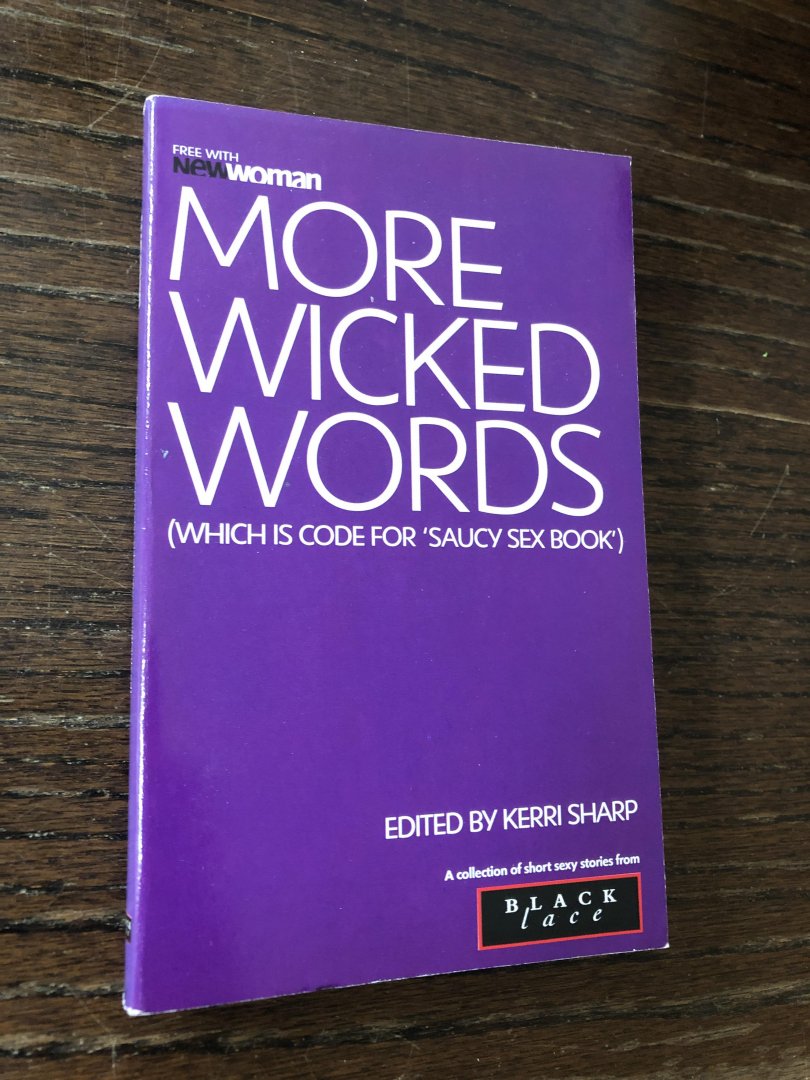 FREE WITH
NewWoman
MORE
WICKED
WORDS
(WHICH IS CODE FOR ‘SAUCY SEX BOOK’)
EDITED BY KERRI SHARP
A collection of short sexy stories from
BLACK
lace